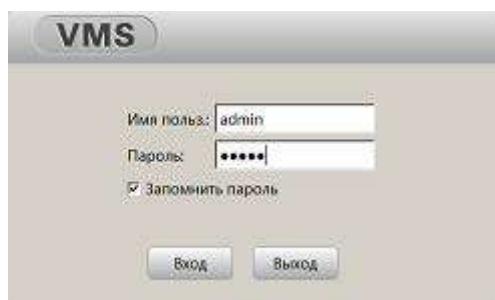 VMS
Имя польз.: admin
Пароль: •••••
Запомнить пароль
Вход Выход